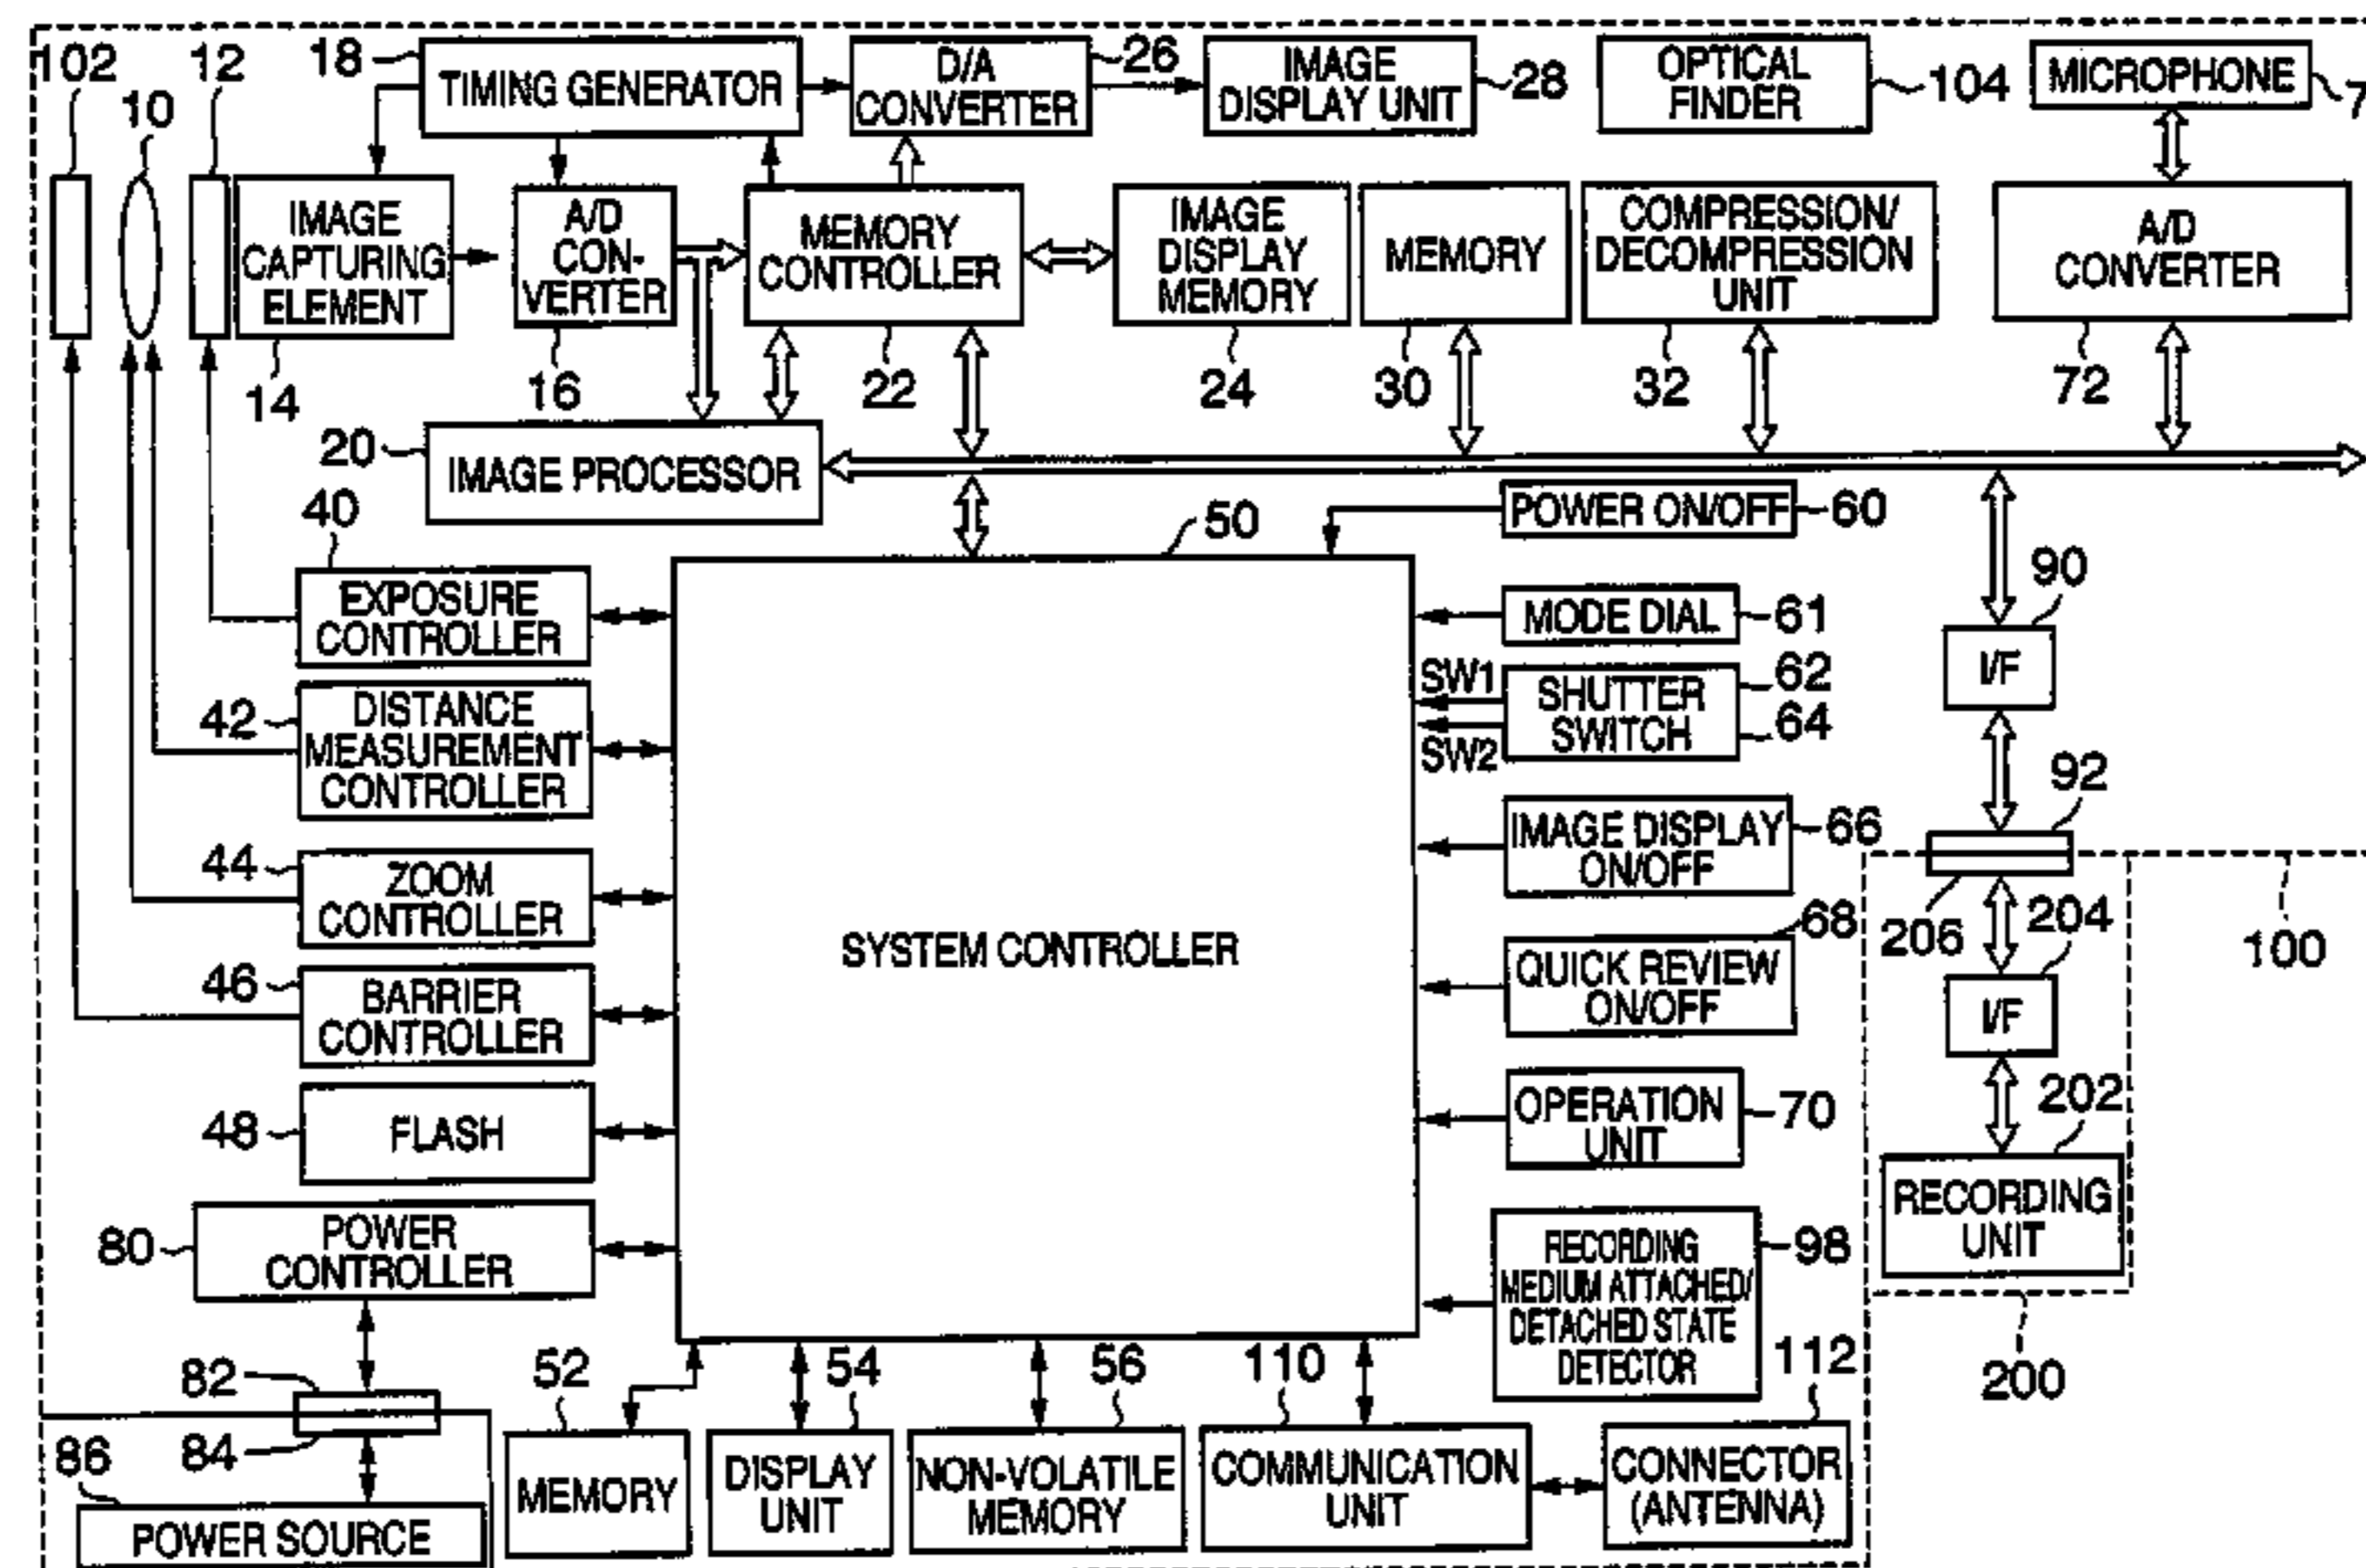 102
10
12
18
TIMING GENERATOR
D/A
CONVERTER
26
IMAGE
DISPLAY UNIT
28
OPTICAL
FINDER
104
MICROPHONE
7
IMAGE
CAPTURING
ELEMENT
14
A/D
CON-
VERTER
16
MEMORY
CONTROLLER
22
IMAGE
DISPLAY
MEMORY
24
MEMORY
30
COMPRESSION/
DECOMPRESSION
UNIT
32
A/D
CONVERTER
72
20
IMAGE PROCESSOR
40
EXPOSURE
CONTROLLER
42
DISTANCE
MEASUREMENT
CONTROLLER
44
ZOOM
CONTROLLER
46
BARRIER
CONTROLLER
48
FLASH
80
POWER
CONTROLLER
82
84
86
POWER SOURCE
50
SYSTEM CONTROLLER
POWER ON/OFF
60
MODE DIAL
61
SW1
SW2
SHUTTER
SWITCH
62
64
IMAGE DISPLAY
ON/OFF
66
68
QUICK REVIEW
ON/OFF
OPERATION
UNIT
70
RECORDING
MEDIUM ATTACHED/
DETACHED STATE
DETECTOR
98
90
I/F
92
206
204
I/F
202
RECORDING
UNIT
100
200
52
MEMORY
54
DISPLAY
UNIT
56
NON-VOLATILE
MEMORY
110
COMMUNICATION
UNIT
112
CONNECTOR
(ANTENNA)